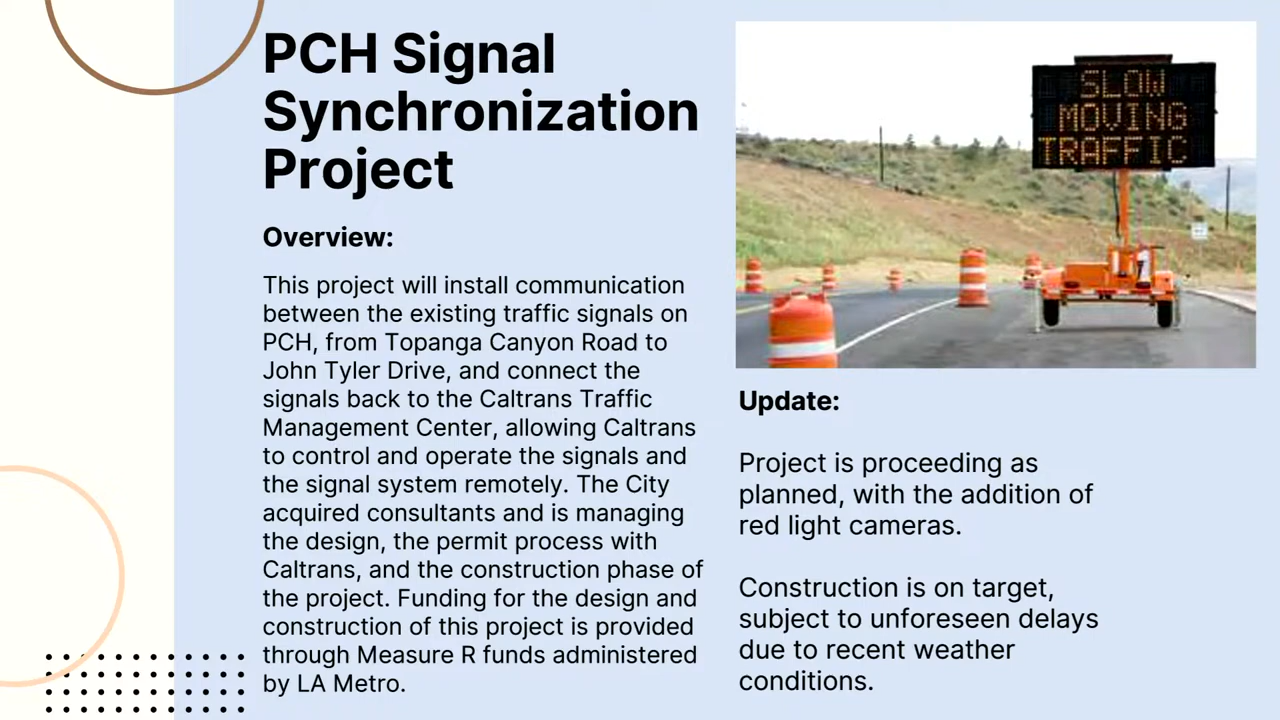 PCH Signal
Synchronization
Project
Overview:
This project will install communication
between the existing traffic signals on
PCH, from Topanga Canyon Road to
John Tyler Drive, and connect the
signals back to the Caltrans Traffic
Management Center, allowing Caltrans
to control and operate the signals and
the signal system remotely. The City
acquired consultants and is managing
the design, the permit process with
Caltrans, and the construction phase of
the project. Funding for the design and
construction of this project is provided
through Measure R funds administered
by LA Metro.
SLOW
MOVING
TRAFFIC
Update:
Project is proceeding as
planned, with the addition of
red light cameras.
Construction is on target,
subject to unforeseen delays
due to recent weather
conditions.